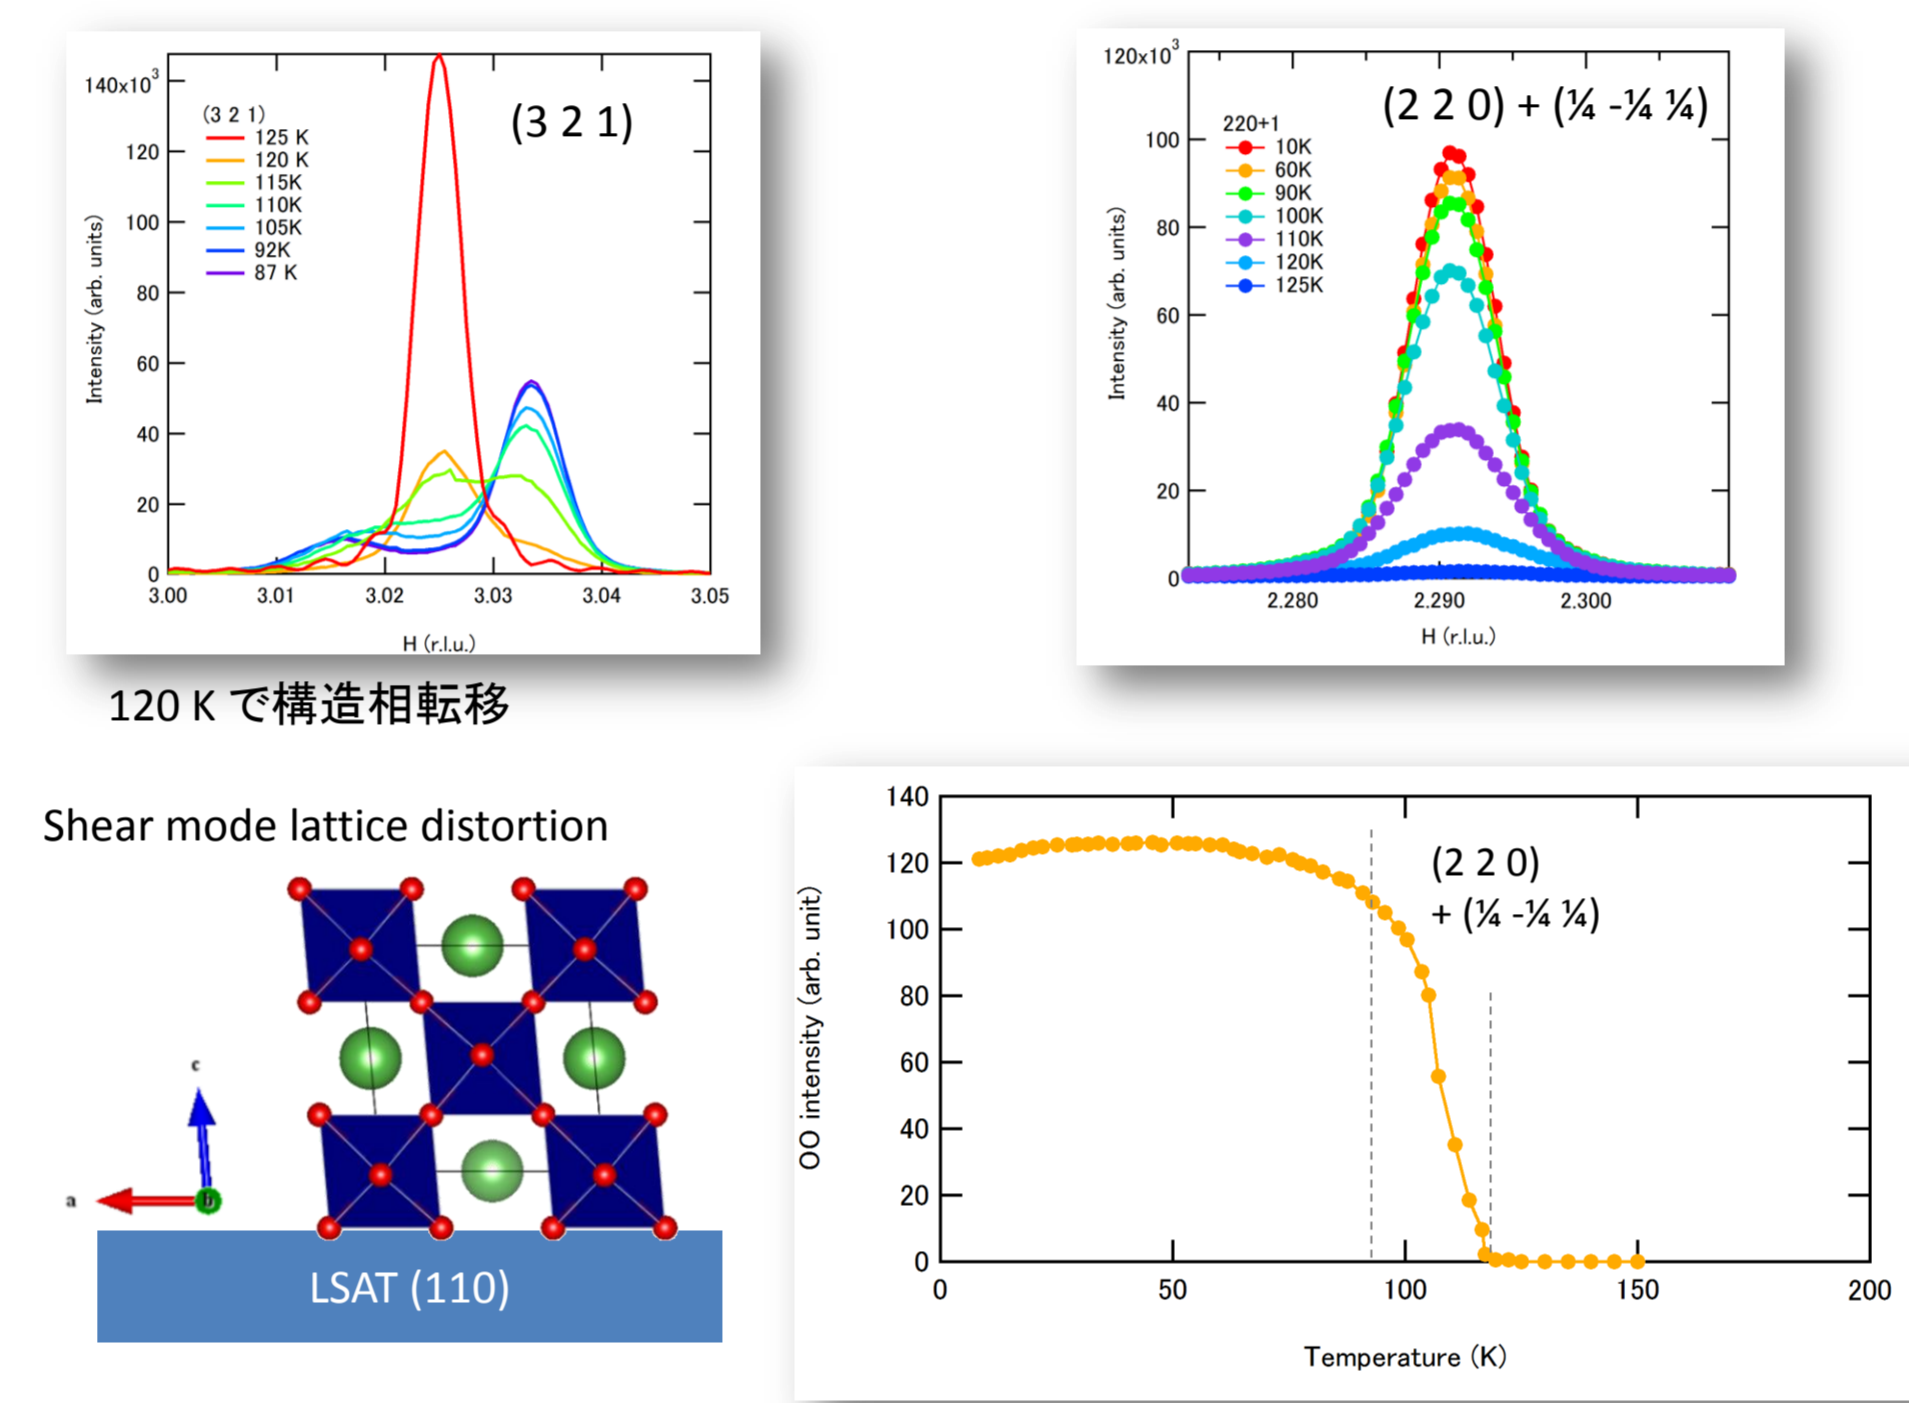 140x10³
120
100
80
60
40
20
0
Intensity (arb. units)
(3 2 1)
125 K
120 K
115K
110K
105K
92K
87 K
(3 2 1)
3.00 3.01 3.02 3.03 3.04 3.05
H (r.l.u.)
120x10³
100
80
60
40
20
0
Intensity (arb. units)
(2 2 0) + (¼ -¼ ¼)
220+1
10K
60K
90K
100K
110K
120K
125K
2.280 2.290 2.300
H (r.l.u.)
120 K で構造相転移
Shear mode lattice distortion
c
a
b
LSAT (110)
140
120
100
80
60
40
20
0
OO intensity (arb. unit)
(2 2 0)
+ (¼ -¼ ¼)
0 50 100 150 200
Temperature (K)